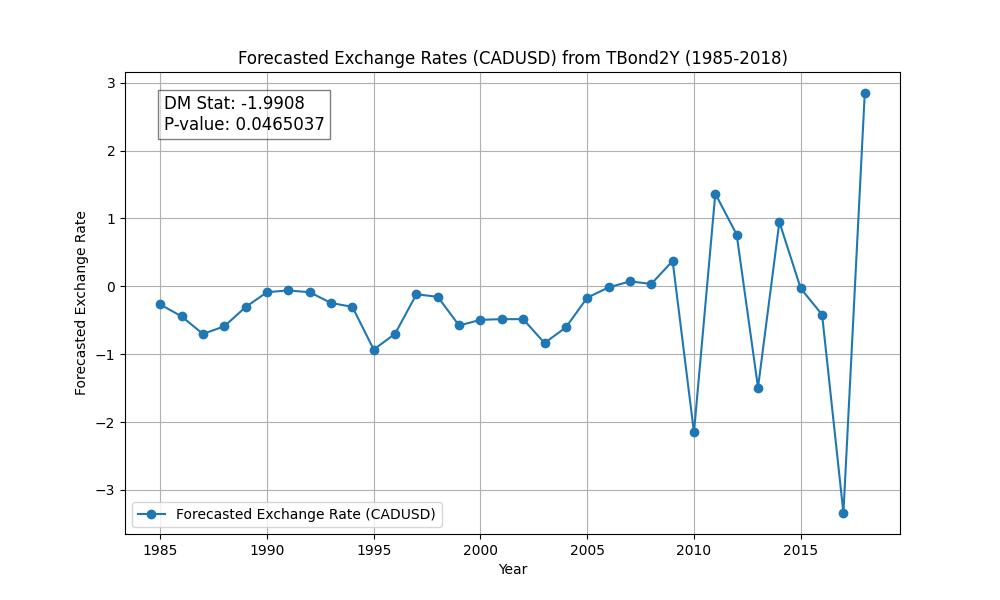 Forecasted Exchange Rates (CADUSD) from TBond2Y (1985-2018)
DM Stat: -1.9908
P-value: 0.0465037
Forecasted Exchange Rate
3
2
1
0
−1
−2
−3
Forecasted Exchange Rate (CADUSD)
1985 1990 1995 2000 2005 2010 2015
Year